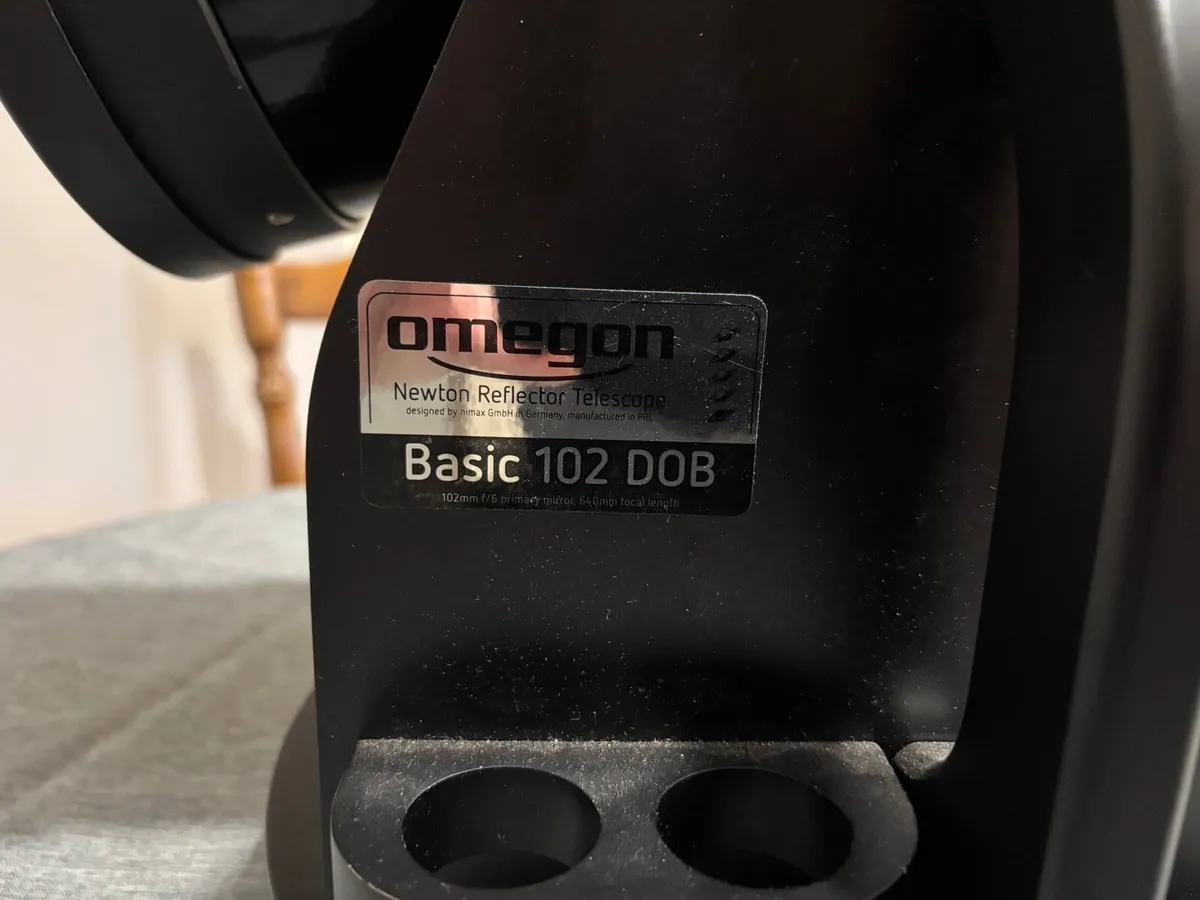 omegon
Newton Reflector Telescope
designed by nimax GmbH in Germany, manufactured in PRC
Basic 102 DOB
102mm f/6 primary mirror, 640mm focal length